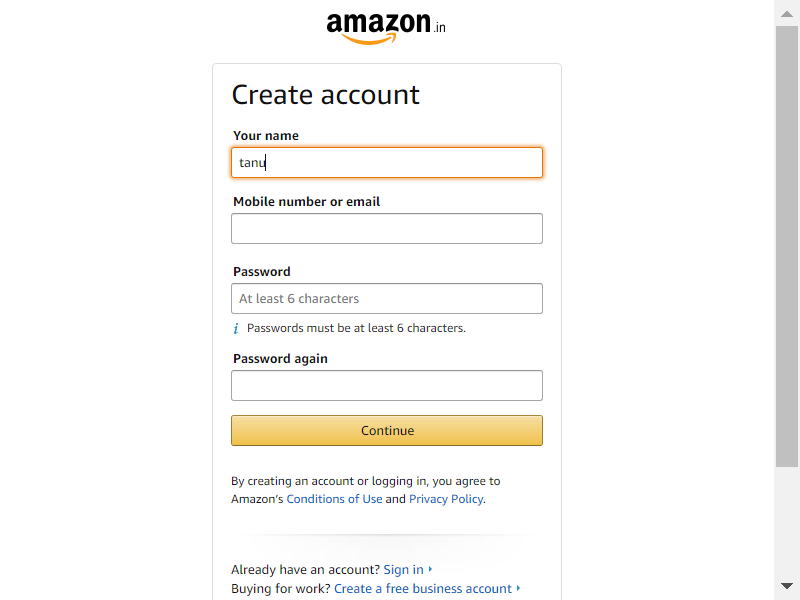 amazon.in
Create account
Your name
tanu
Mobile number or email
Password
At least 6 characters
i Passwords must be at least 6 characters.
Password again
Continue
By creating an account or logging in, you agree to
Amazon's Conditions of Use and Privacy Policy.
Already have an account? Sign in
Buying for work? Create a free business account